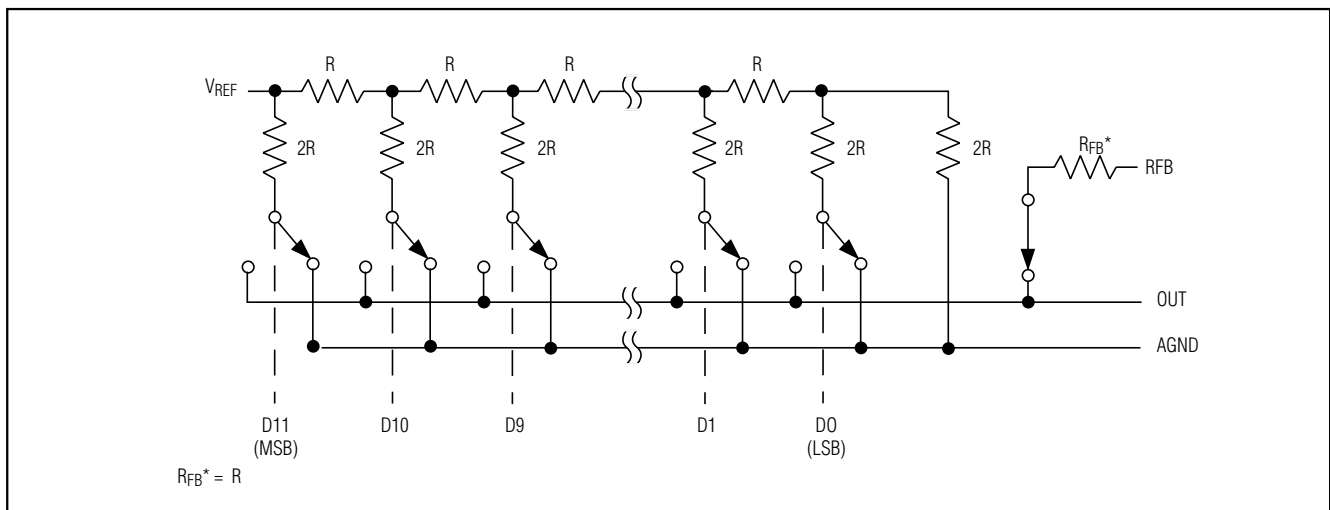 R R R R
VREF
2R 2R 2R 2R 2R 2R
RFB*
RFB
OUT
AGND
D11 D10 D9 D1 D0
(MSB) (LSB)
RFB* = R